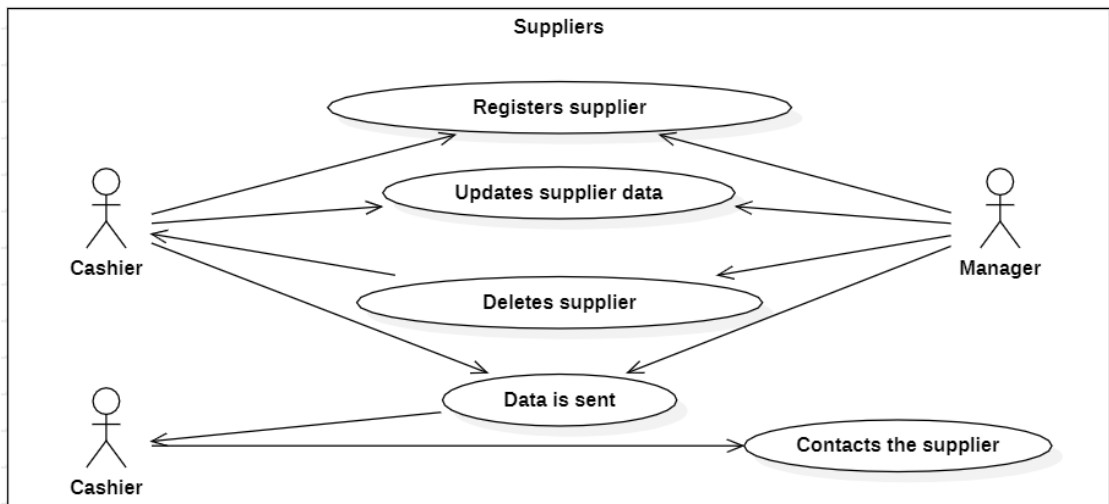 Suppliers
Registers supplier
Updates supplier data
Cashier
Manager
Deletes supplier
Data is sent
Contacts the supplier
Cashier